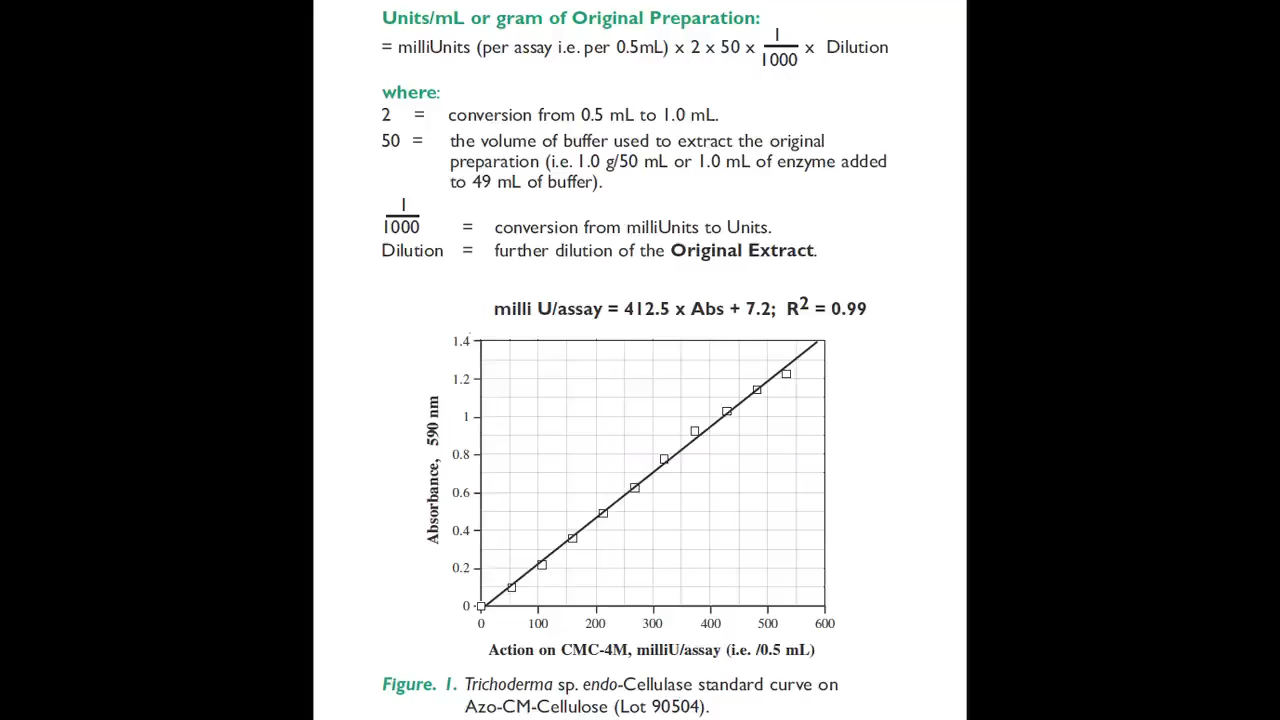 Units/mL or gram of Original Preparation:
= milliUnits (per assay i.e. per 0.5mL) x 2 x 50 x 1/1000 x Dilution
where:
2 = conversion from 0.5 mL to 1.0 mL.
50 = the volume of buffer used to extract the original
preparation (i.e. 1.0 g/50 mL or 1.0 mL of enzyme added
to 49 mL of buffer).
1/1000 = conversion from milliUnits to Units.
Dilution = further dilution of the Original Extract.
milli U/assay = 412.5 x Abs + 7.2; R² = 0.99
1.4
1.2
1
0.8
0.6
0.4
0.2
0
Absorbance, 590 nm
0 100 200 300 400 500 600
Action on CMC-4M, milliU/assay (i.e. /0.5 mL)
Figure. 1. Trichoderma sp. endo-Cellulase standard curve on
Azo-CM-Cellulose (Lot 90504).